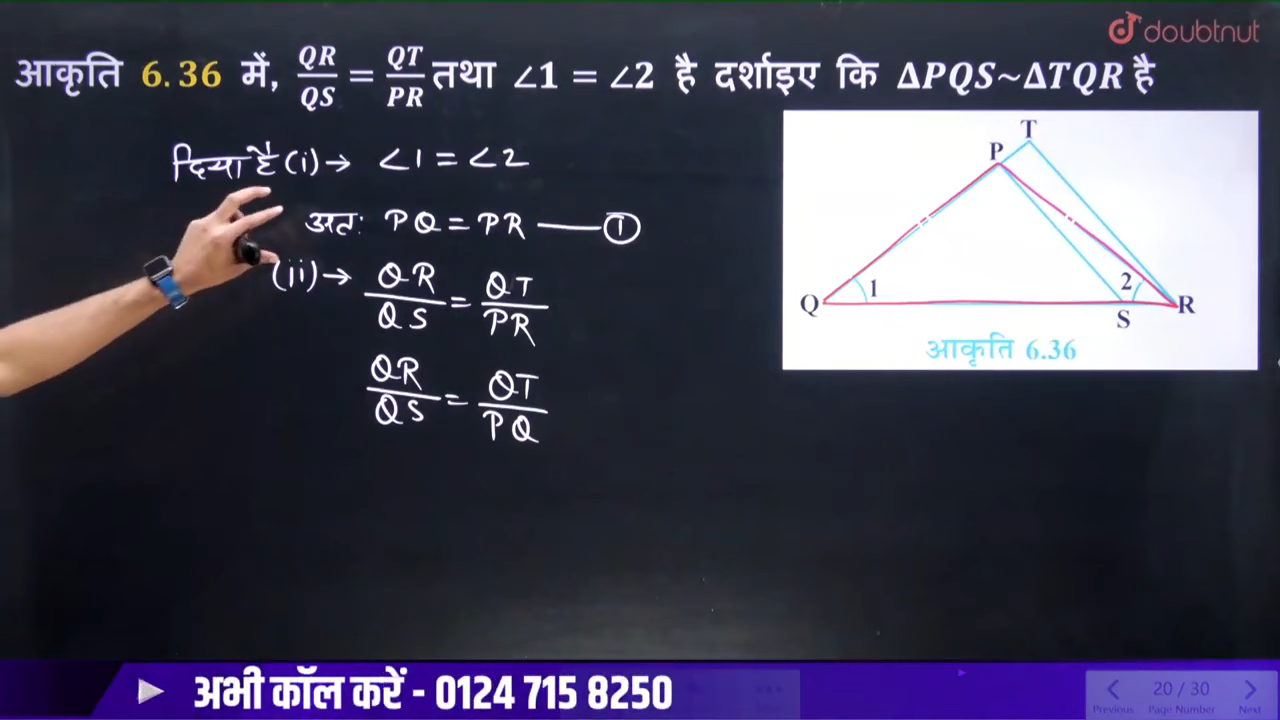 doubtnut
आकृति 6.36 में, QR/QS = QT/PR तथा ∠1 = ∠2 है दर्शाइए कि ΔPQS~ΔTQR है
दिया है (i) → ∠1 = ∠2
अतः PQ = PR —— ①
(ii) → QR/QS = QT/PR
QR/QS = QT/PQ
T
P
Q
1
2
S
R
आकृति 6.36
अभी कॉल करें - 0124 715 8250
20 / 30
Previous Page Number Next